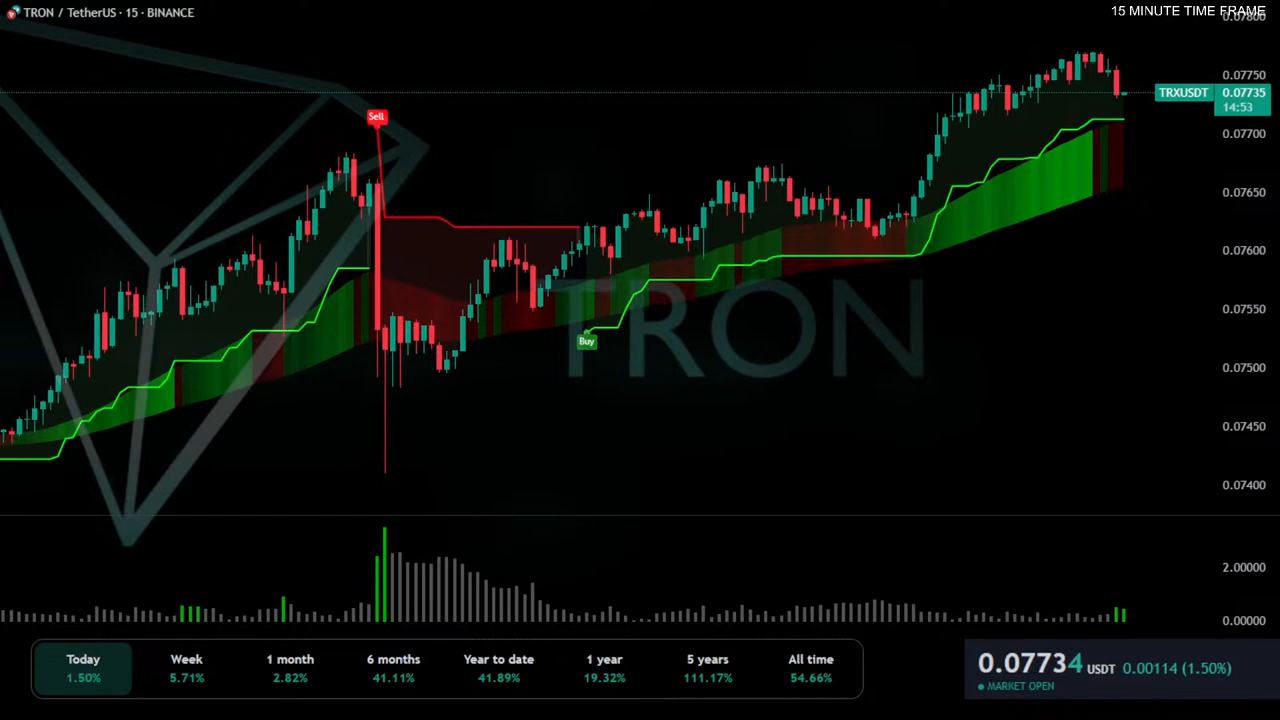 TRON / TetherUS · 15 · BINANCE
15 MINUTE TIME FRAME
0.07800
0.07750
TRXUSDT 0.07735
14:53
0.07700
0.07650
0.07600
0.07550
0.07500
0.07450
0.07400
Sell
Buy
TRON
2.00000
0.00000
Today Week 1 month 6 months Year to date 1 year 5 years All time
1.50% 5.71% 2.82% 41.11% 41.89% 19.32% 111.17% 54.66%
0.07734 USDT 0.00114 (1.50%)
MARKET OPEN